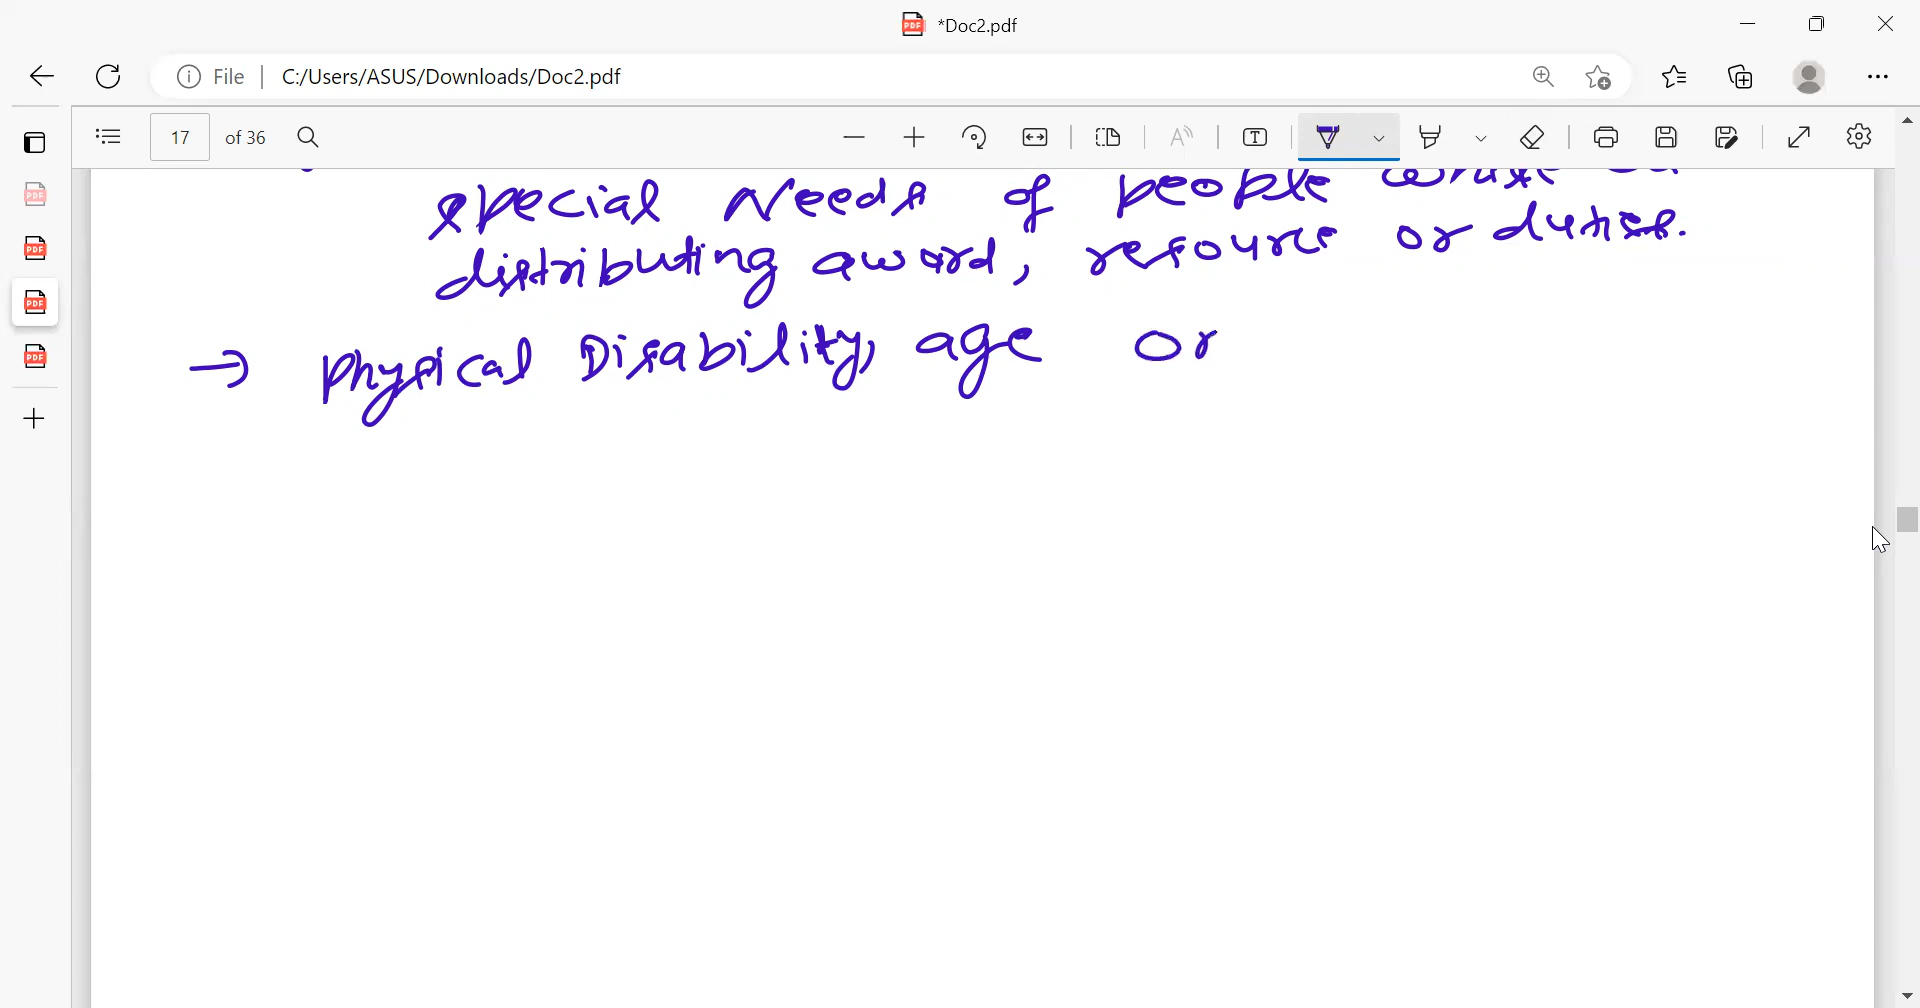 *Doc2.pdf
File | C:/Users/ASUS/Downloads/Doc2.pdf
17 of 36
special Needs of people
distributing award, resource or duties.
→ Physical Disability, age or